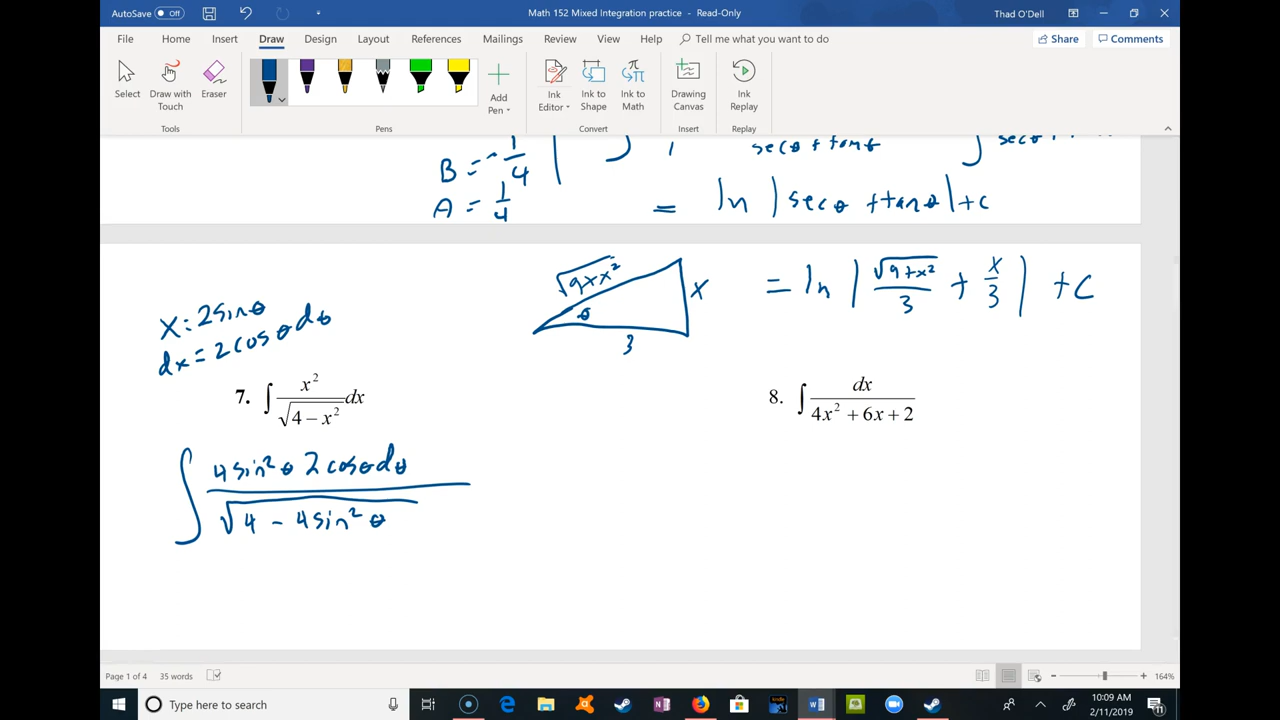 AutoSave Off
Math 152 Mixed Integration practice - Read-Only
Thad O'Dell
File Home Insert Draw Design Layout References Mailings Review View Help Tell me what you want to do Share Comments
Select
Draw with Touch
Eraser
Add Pen
Ink Editor
Ink to Shape
Ink to Math
Drawing Canvas
Ink Replay
Tools Pens Convert Insert Replay
B = -1/4
secθ + tanθ
A = 1/4
= ln |secθ + tanθ| + c
√9+x²
θ
x
3
= ln | √9+x² / 3 + x/3 | + c
x = 2sinθ
dx = 2cosθdθ
7. ∫ x² / √4 − x² dx
8. ∫ dx / 4x² + 6x + 2
∫ 4sin²θ 2cosθdθ / √4 − 4sin²θ
Page 1 of 4 35 words
164%
Type here to search
10:09 AM
2/11/2019